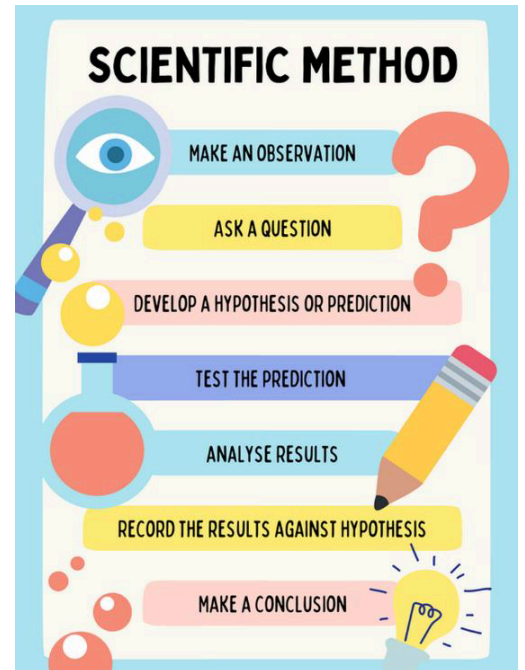 SCIENTIFIC METHOD
MAKE AN OBSERVATION
ASK A QUESTION
DEVELOP A HYPOTHESIS OR PREDICTION
TEST THE PREDICTION
ANALYSE RESULTS
RECORD THE RESULTS AGAINST HYPOTHESIS
MAKE A CONCLUSION